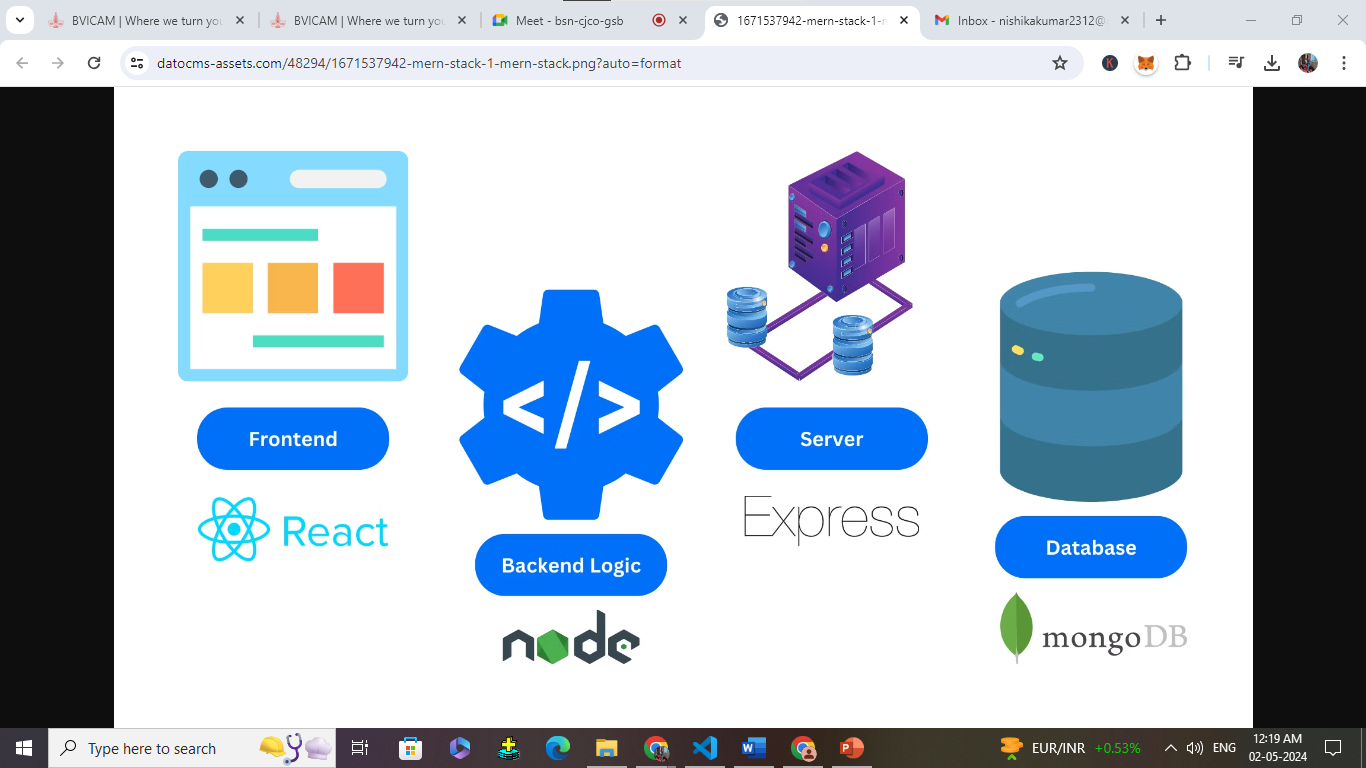 BVICAM | Where we turn you
BVICAM | Where we turn you
Meet - bsn-cjco-gsb
1671537942-mern-stack-1-m
Inbox - nishikakumar2312@
datocms-assets.com/48294/1671537942-mern-stack-1-mern-stack.png?auto=format
K
</>
Frontend
Server
React
Express
Backend Logic
Database
node
mongoDB
Type here to search
W
P
EUR/INR +0.53%
ENG
12:19 AM
02-05-2024